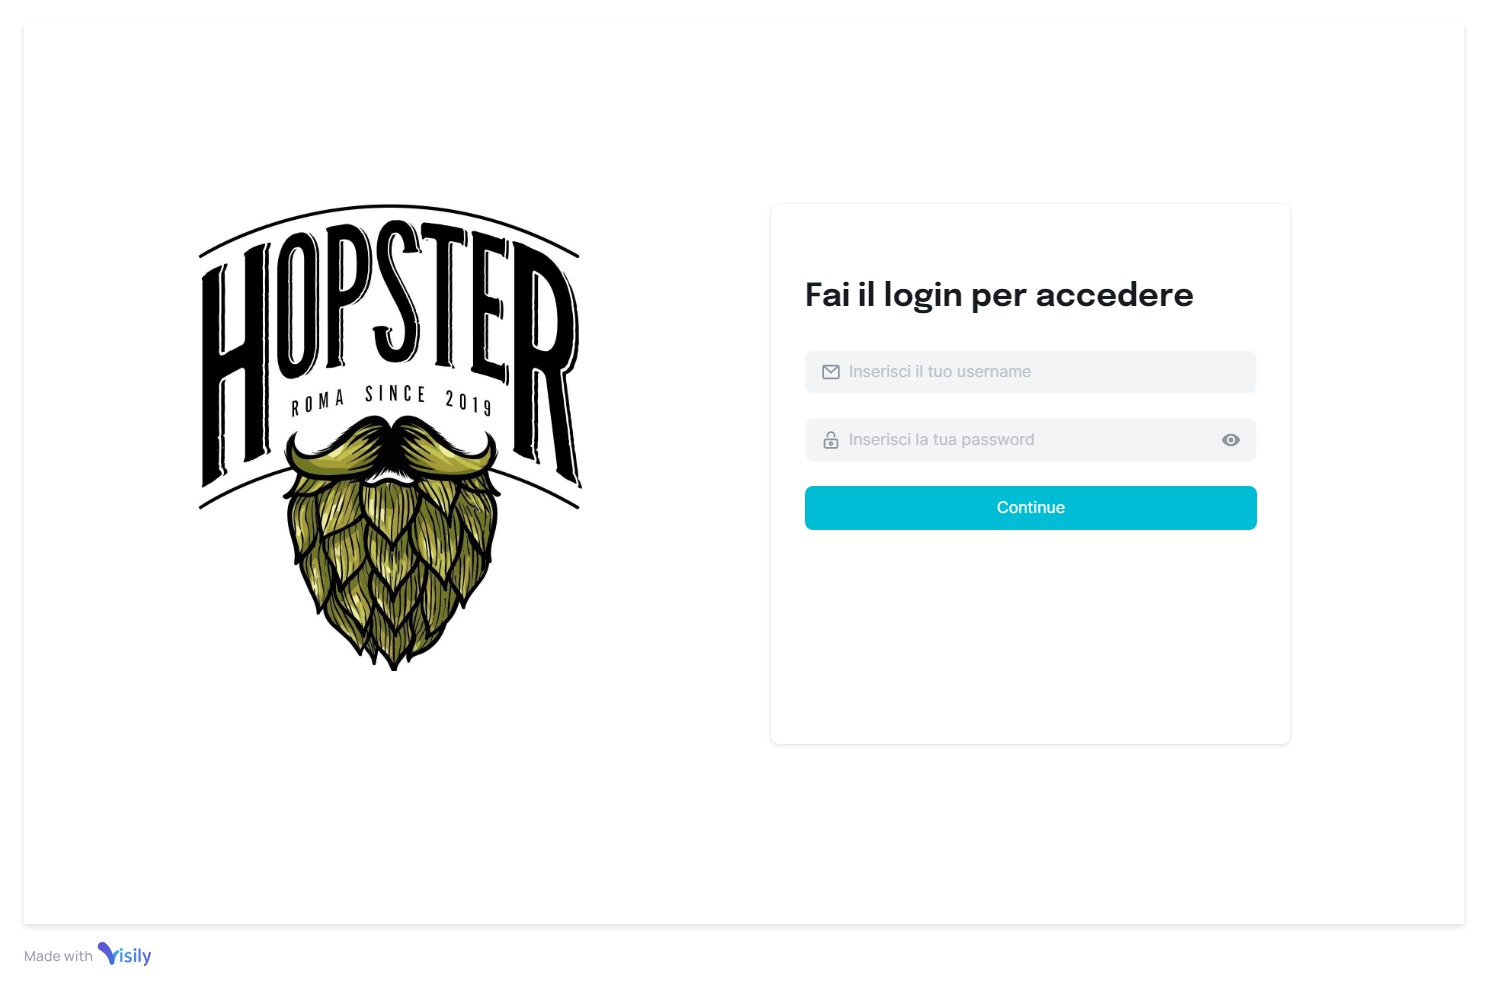 HOPSTER
ROMA SINCE 2019
Fai il login per accedere
Inserisci il tuo username
Inserisci la tua password
Continue
Made with Visily